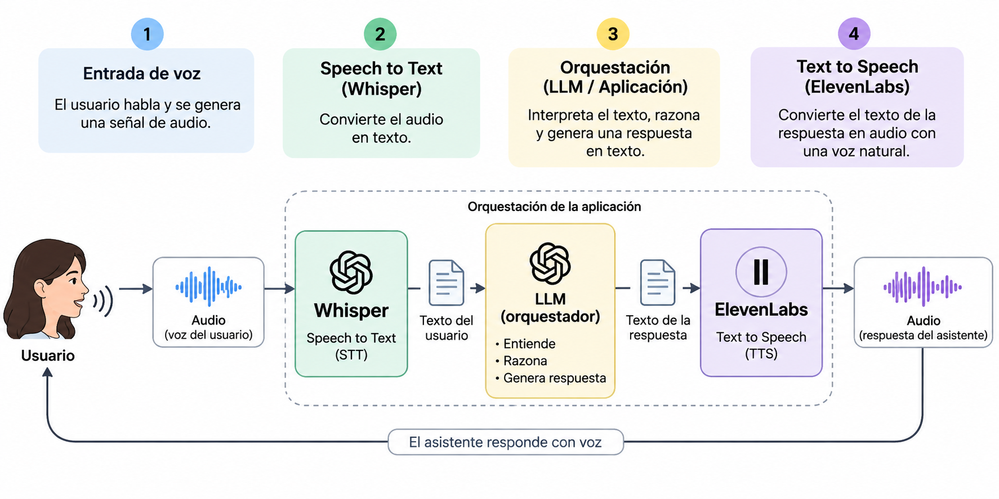 1
Entrada de voz
El usuario habla y se genera
una señal de audio.
2
Speech to Text
(Whisper)
Convierte el audio
en texto.
3
Orquestación
(LLM / Aplicación)
Interpreta el texto, razona
y genera una respuesta
en texto.
4
Text to Speech
(ElevenLabs)
Convierte el texto de la
respuesta en audio con
una voz natural.
Orquestación de la aplicación
Usuario
Audio
(voz del usuario)
Whisper
Speech to Text
(STT)
Texto del
usuario
LLM
(orquestador)
• Entiende
• Razona
• Genera respuesta
Texto de la
respuesta
ElevenLabs
Text to Speech
(TTS)
Audio
(respuesta del asistente)
El asistente responde con voz